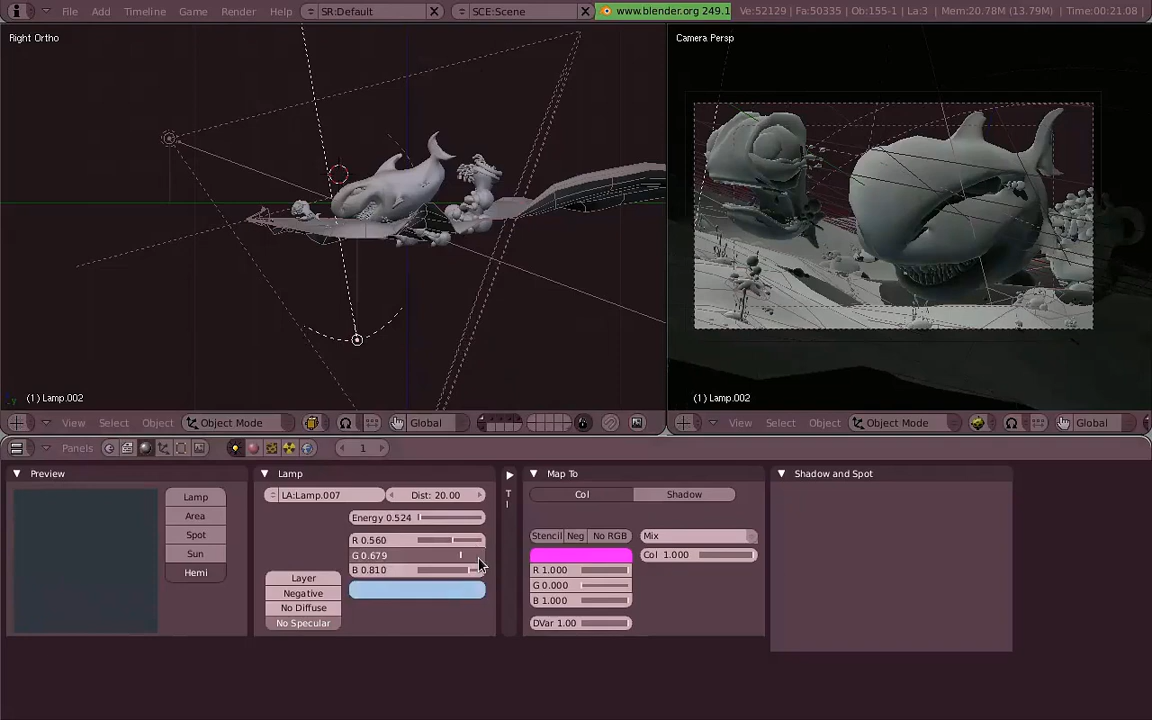 File Add Timeline Game Render Help SR:Default SCE:Scene www.blender.org 249.1 Ve:52129 Fa:50335 Ob:155-1 La:3 Mem:20.78M (13.79M) Time:00:21.08
Right Ortho
Camera Persp
(1) Lamp.002
(1) Lamp.002
View Select Object Object Mode Global
View Select Object Object Mode Global
Panels 1
Preview
Lamp
Area
Spot
Sun
Hemi
Lamp
LA:Lamp.007 Dist: 20.00
Energy 0.524
R 0.560
G 0.679
B 0.810
Layer
Negative
No Diffuse
No Specular
T
Map To
Col Shadow
Stencil Neg No RGB Mix
Col 1.000
R 1.000
G 0.000
B 1.000
DVar 1.00
Shadow and Spot